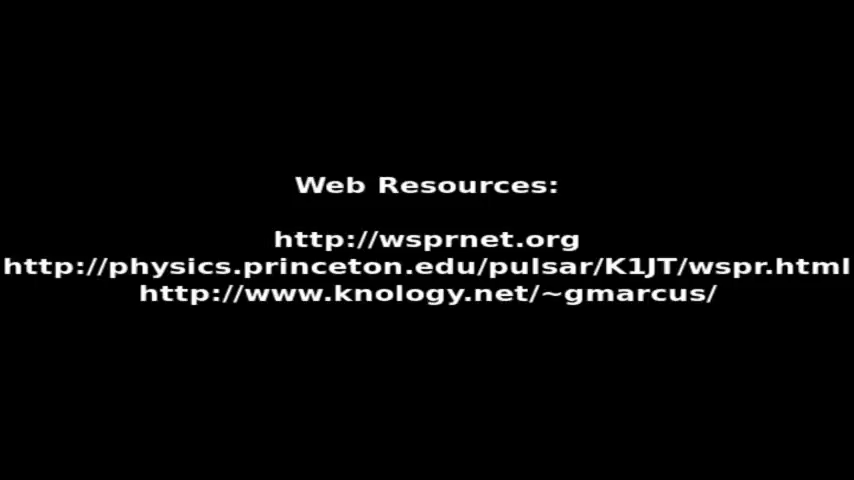 Web Resources:
http://wsprnet.org
http://physics.princeton.edu/pulsar/K1JT/wspr.html
http://www.knology.net/~gmarcus/